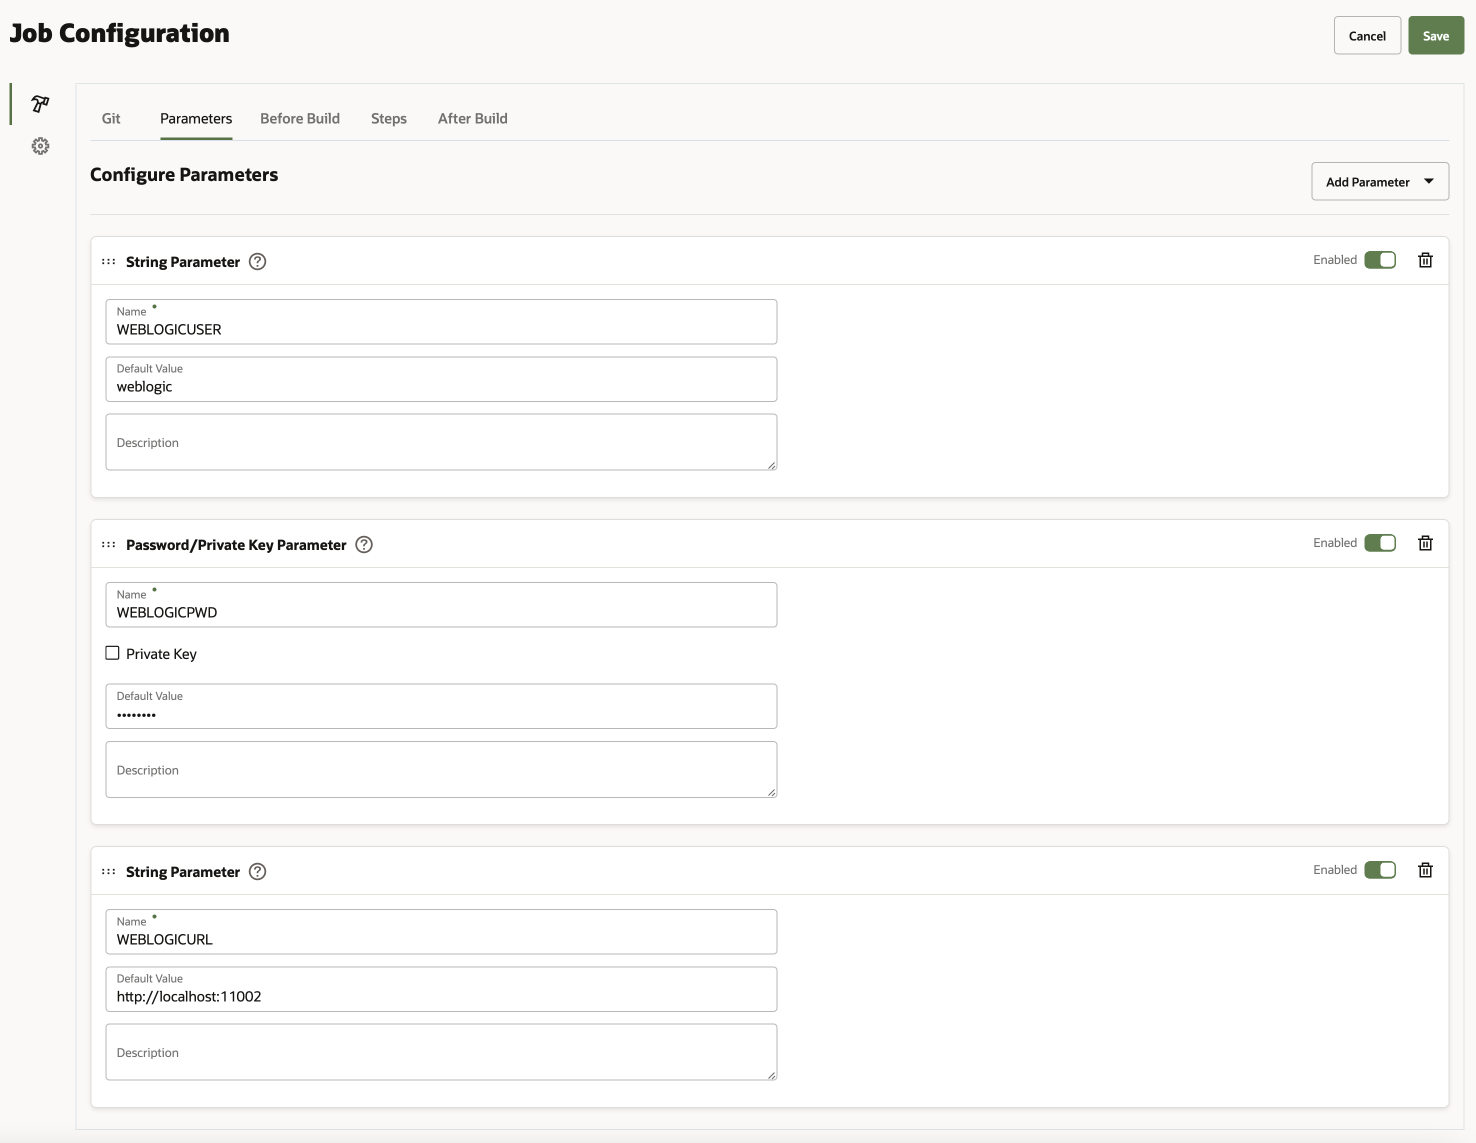 Job Configuration
Cancel
Save
Git
Parameters
Before Build
Steps
After Build
Configure Parameters
Add Parameter
String Parameter
Enabled
Name
WEBLOGICUSER
Default Value
weblogic
Description
Password/Private Key Parameter
Enabled
Name
WEBLOGICPWD
Private Key
Default Value
••••••••
Description
String Parameter
Enabled
Name
WEBLOGICURL
Default Value
http://localhost:11002
Description